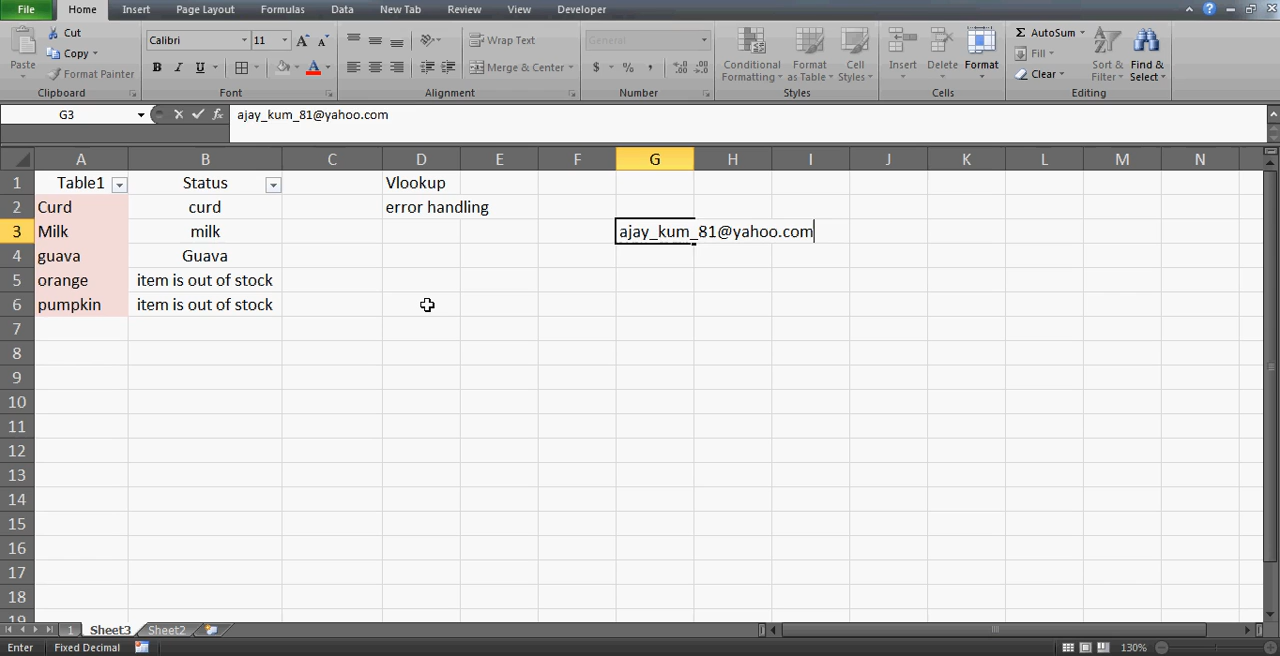 File Home Insert Page Layout Formulas Data New Tab Review View Developer
Paste
Cut
Copy
Format Painter
Clipboard
Calibri 11
B I U
Font
Wrap Text
Merge & Center
Alignment
General
$ % ,
Number
Conditional Formatting
Format as Table
Cell Styles
Styles
Insert Delete Format
Cells
AutoSum
Fill
Clear
Sort & Filter
Find & Select
Editing
G3 fx ajay_kum_81@yahoo.com
A B C D E F G H I J K L M N
1 Table1 Status Vlookup
2 Curd curd error handling
3 Milk milk ajay_kum_81@yahoo.com
4 guava Guava
5 orange item is out of stock
6 pumpkin item is out of stock
7
8
9
10
11
12
13
14
15
16
17
18
19
1 Sheet3 Sheet2
Enter Fixed Decimal 130%